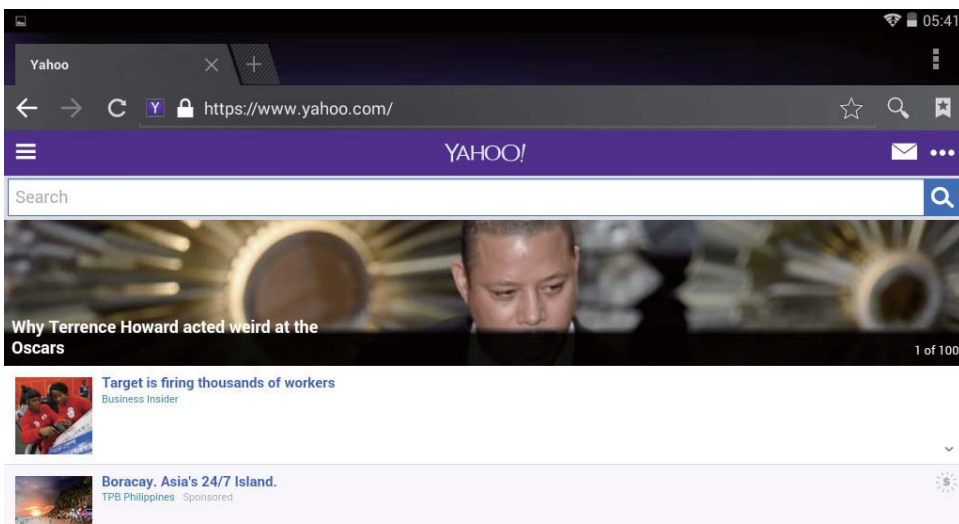 05:41
Yahoo
Y https://www.yahoo.com/
YAHOO!
Search
Why Terrence Howard acted weird at the
Oscars
1 of 100
Target is firing thousands of workers
Business Insider
Boracay. Asia's 24/7 Island.
$
TPB Philippines Sponsored